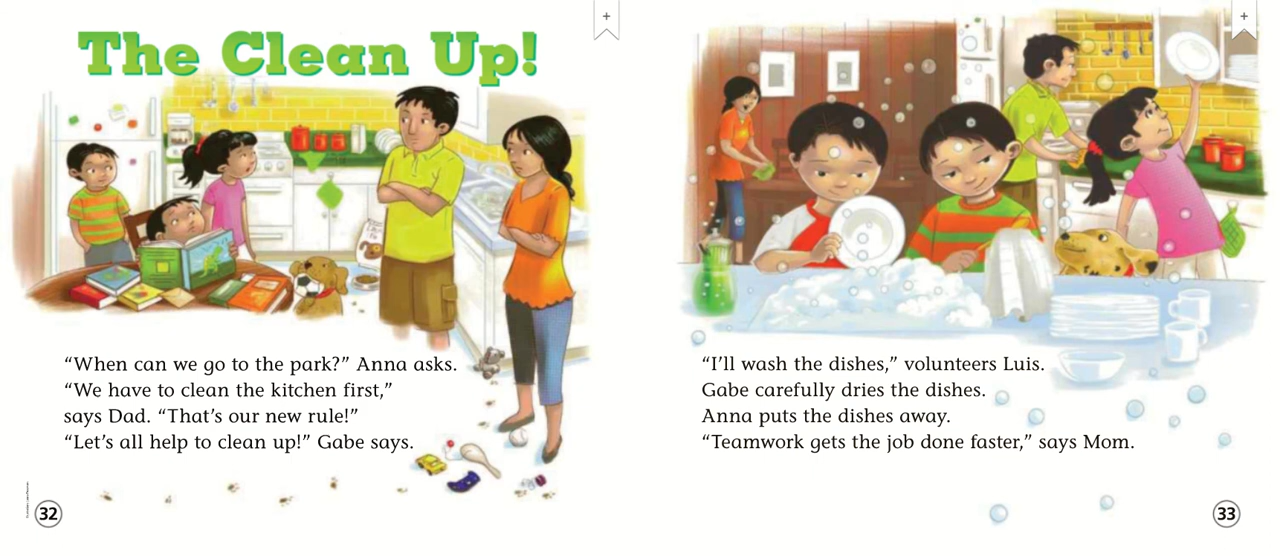 The Clean Up!
“When can we go to the park?” Anna asks.
“We have to clean the kitchen first,”
says Dad. “That’s our new rule!”
“Let’s all help to clean up!” Gabe says.
32
“I’ll wash the dishes,” volunteers Luis.
Gabe carefully dries the dishes.
Anna puts the dishes away.
“Teamwork gets the job done faster,” says Mom.
33